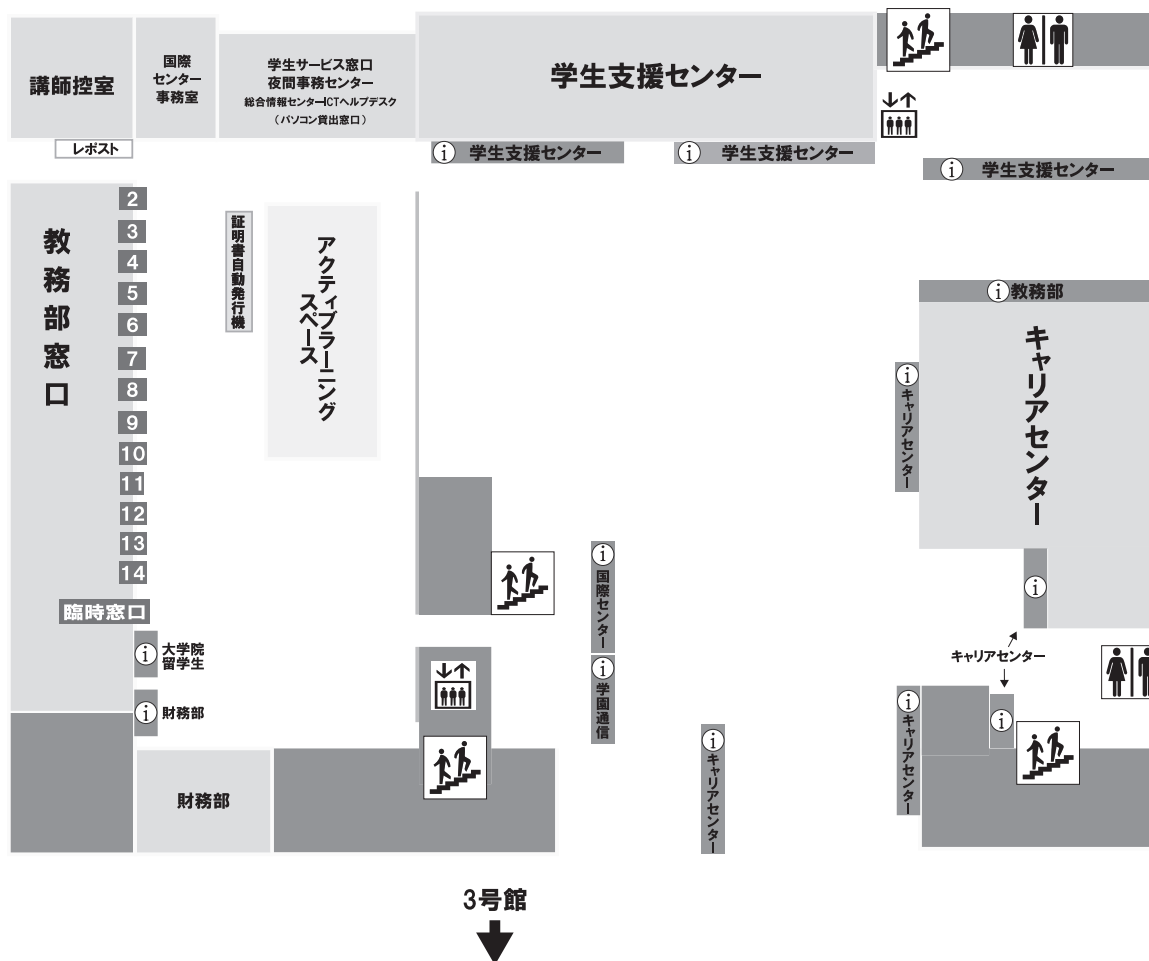 講師控室
国際
センター
事務室
学生サービス窓口
夜間事務センター
総合情報センターICTヘルプデスク
（パソコン貸出窓口）
学生支援センター
レポスト
i 学生支援センター
i 学生支援センター
i 学生支援センター
教務部窓口
2
3
4
5
6
7
8
9
10
11
12
13
14
臨時窓口
証明書自動発行機
アクティブラーニング
スペース
i 教務部
キャリアセンター
i キャリアセンター
i 国際センター
i 学園通信
i
キャリアセンター
i
i 大学院
留学生
i 財務部
財務部
i キャリアセンター
i キャリアセンター
3号館